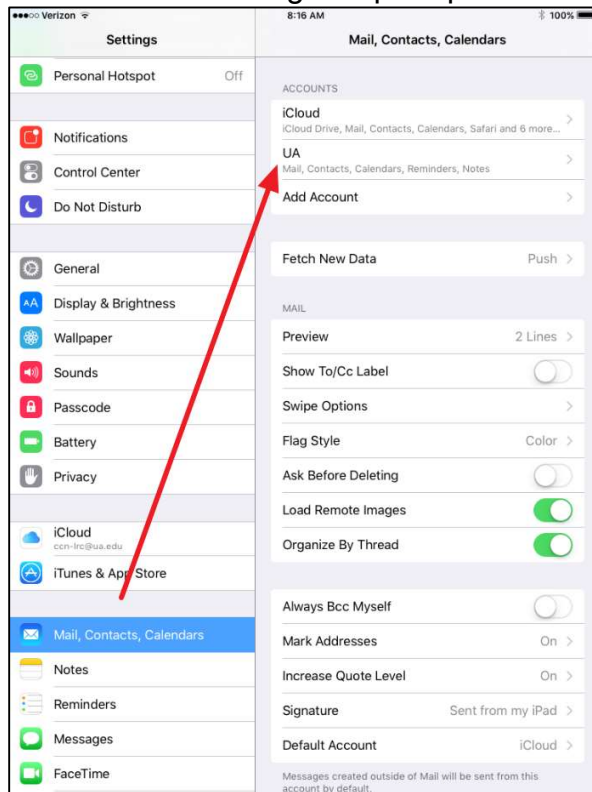 ●●●○○ Verizon
8:16 AM
100%
Settings
Mail, Contacts, Calendars
Personal Hotspot Off
Notifications
Control Center
Do Not Disturb
General
Display & Brightness
Wallpaper
Sounds
Passcode
Battery
Privacy
iCloud
ccn-lrc@ua.edu
iTunes & App Store
Mail, Contacts, Calendars
Notes
Reminders
Messages
FaceTime
ACCOUNTS
iCloud
iCloud Drive, Mail, Contacts, Calendars, Safari and 6 more...
UA
Mail, Contacts, Calendars, Reminders, Notes
Add Account
Fetch New Data Push
MAIL
Preview 2 Lines
Show To/Cc Label
Swipe Options
Flag Style Color
Ask Before Deleting
Load Remote Images
Organize By Thread
Always Bcc Myself
Mark Addresses On
Increase Quote Level On
Signature Sent from my iPad
Default Account iCloud
Messages created outside of Mail will be sent from this
account by default.